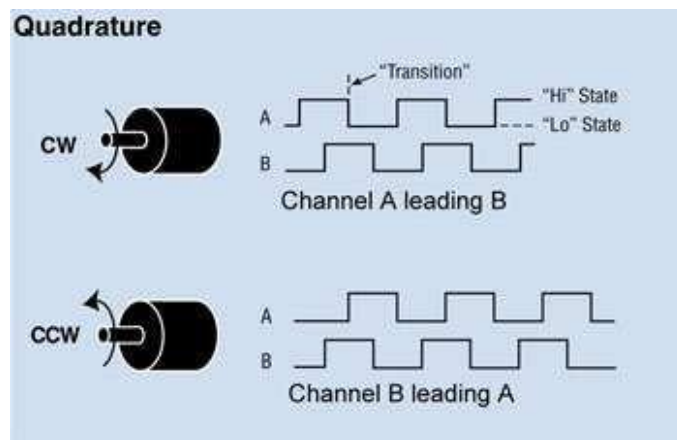 Quadrature
"Transition"
A
"Hi" State
"Lo" State
CW
B
Channel A leading B
A
CCW
B
Channel B leading A